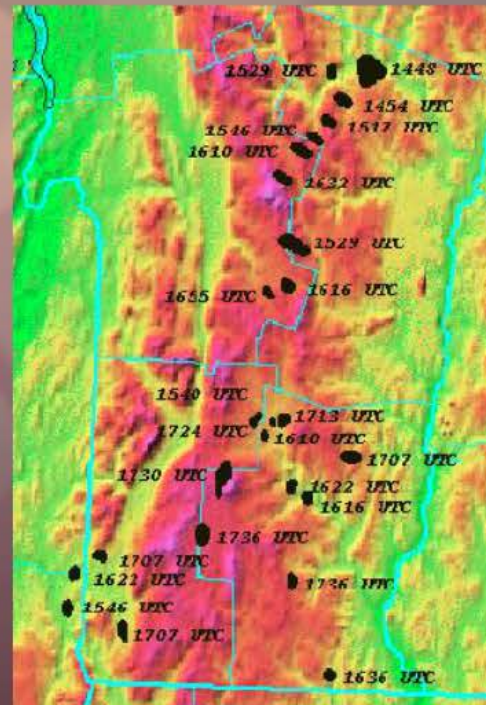 1529 UTC
1448 UTC
1454 UTC
1517 UTC
1546 UTC
1610 UTC
1632 UTC
1529 UTC
1616 UTC
1655 UTC
1540 UTC
1713 UTC
1724 UTC
1610 UTC
1707 UTC
1730 UTC
1622 UTC
1616 UTC
1736 UTC
1707 UTC
1622 UTC
1736 UTC
1546 UTC
1707 UTC
1636 UTC